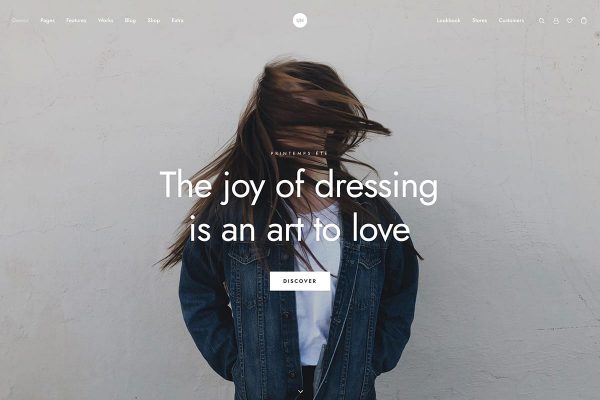 Demos Pages Features Works Blog Shop Extra
UN
Lookbook Stores Customers
PRINTEMPS ÉTÉ
The joy of dressing
is an art to love
DISCOVER